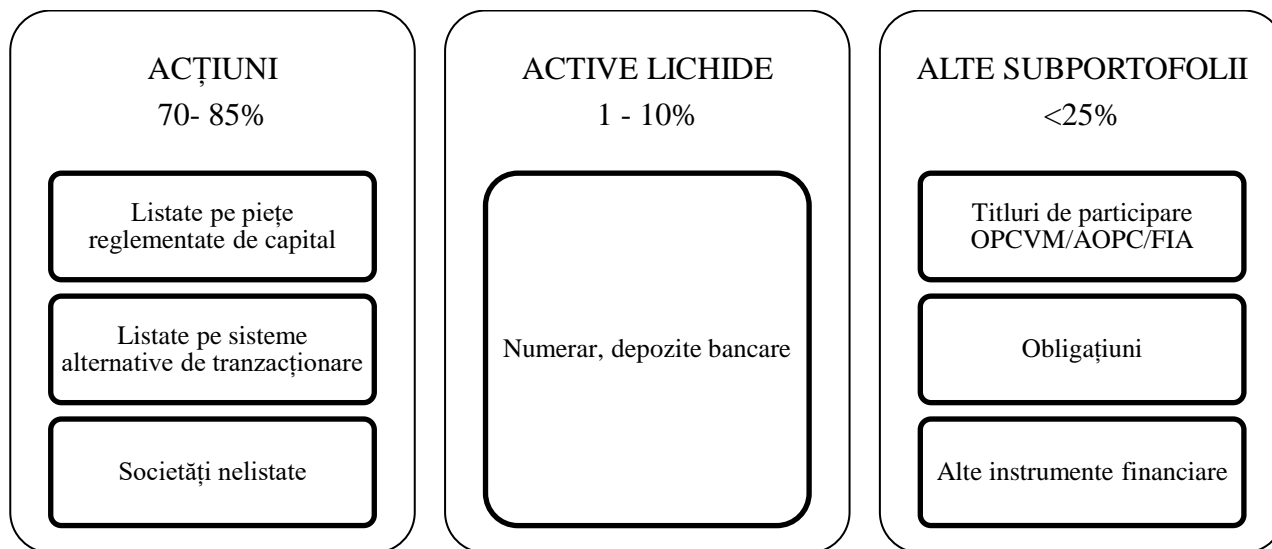 ACȚIUNI
70- 85%
Listate pe piețe
reglementate de capital
Listate pe sisteme
alternative de tranzacționare
Societăți nelistate
ACTIVE LICHIDE
1 - 10%
Numerar, depozite bancare
ALTE SUBPORTOFOLII
<25%
Titluri de participare
OPCVM/AOPC/FIA
Obligațiuni
Alte instrumente financiare